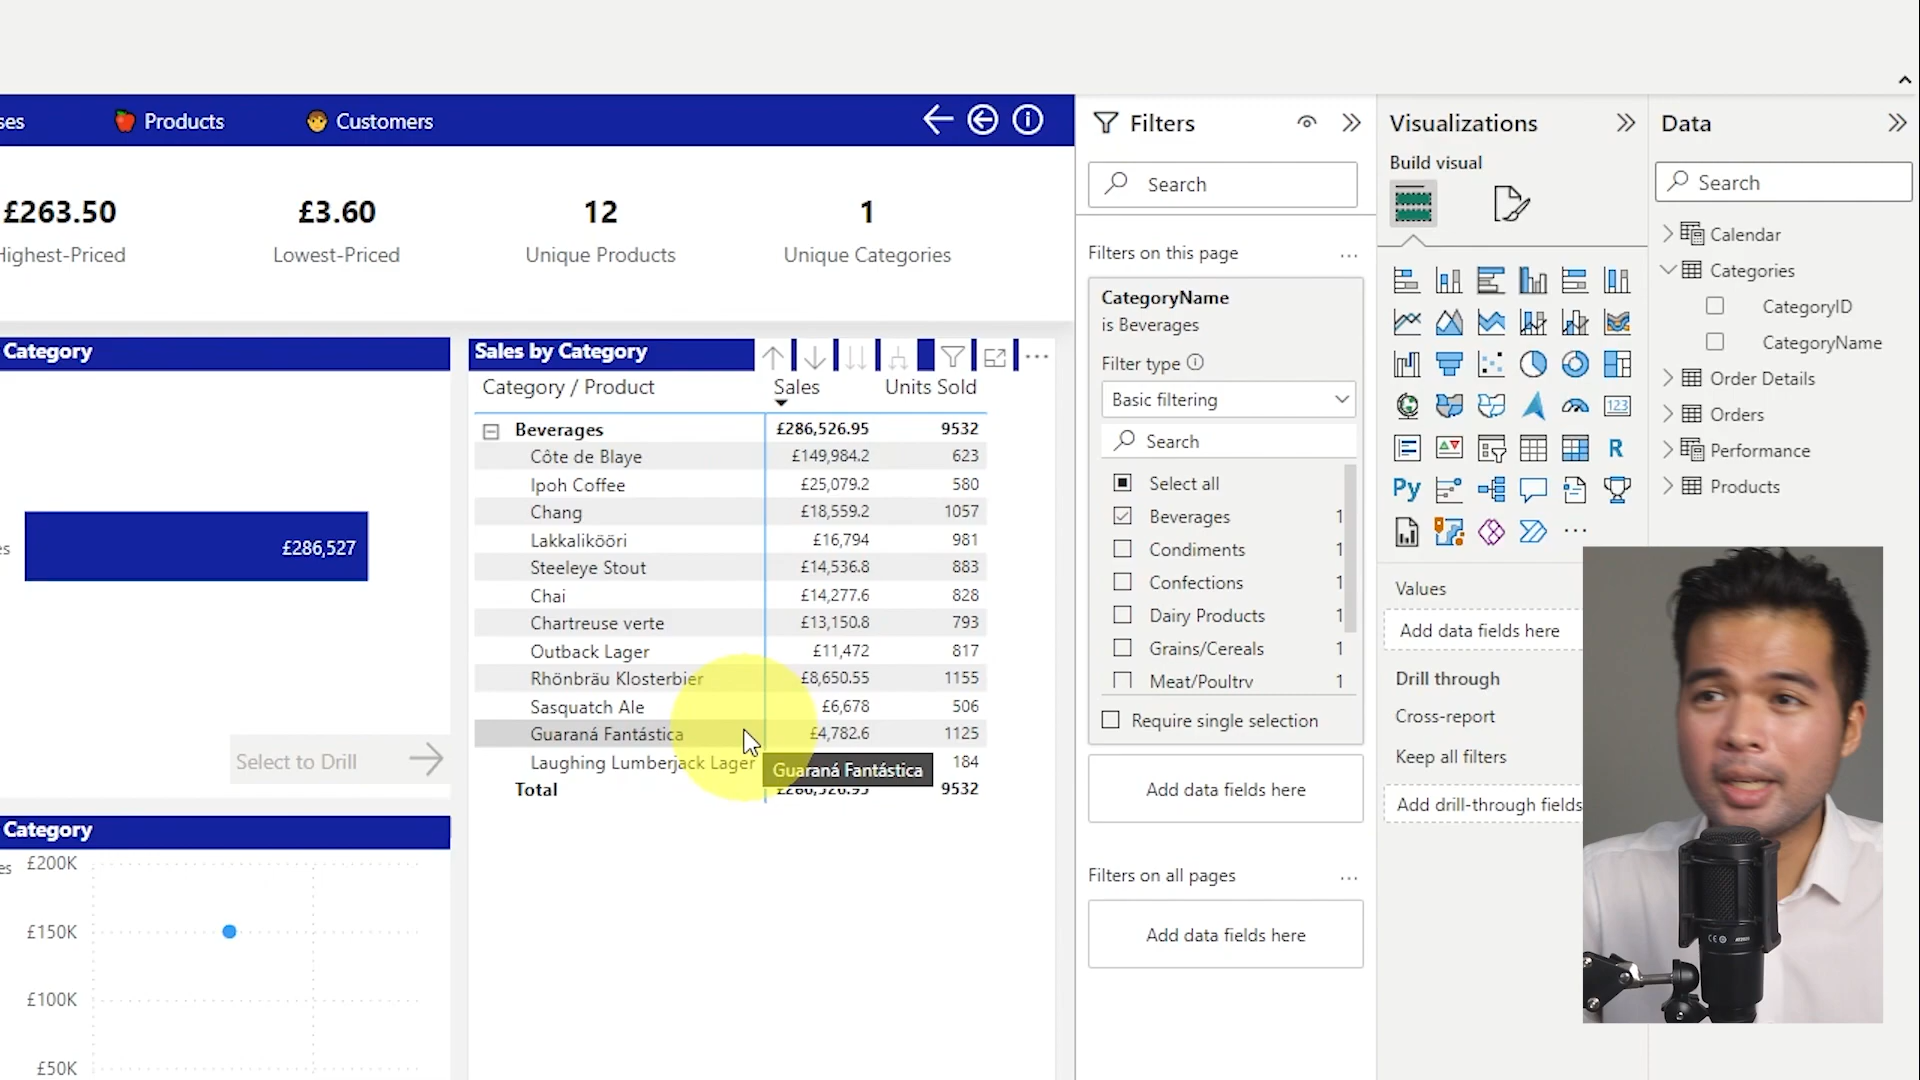 ses
Products
Customers
Filters
Visualizations
Data
Build visual
Search
Search
£263.50
Highest-Priced
£3.60
Lowest-Priced
12
Unique Products
1
Unique Categories
Category
£286,527
Select to Drill
Category
£200K
£150K
£100K
£50K
Sales by Category
Category / Product Sales Units Sold
Beverages £286,526.95 9532
Côte de Blaye £149,984.2 623
Ipoh Coffee £25,079.2 580
Chang £18,559.2 1057
Lakkalikööri £16,794 981
Steeleye Stout £14,536.8 883
Chai £14,277.6 828
Chartreuse verte £13,150.8 793
Outback Lager £11,472 817
Rhönbräu Klosterbier £8,650.55 1155
Sasquatch Ale £6,678 506
Guaraná Fantástica £4,782.6 1125
Laughing Lumberjack Lager 184
Guaraná Fantástica
Total £286,526.95 9532
Filters on this page
CategoryName
is Beverages
Filter type
Basic filtering
Search
Select all
Beverages 1
Condiments 1
Confections 1
Dairy Products 1
Grains/Cereals 1
Meat/Poultry 1
Require single selection
Add data fields here
Filters on all pages
Add data fields here
123
R
Py
Values
Add data fields here
Drill through
Cross-report
Keep all filters
Add drill-through fields
Calendar
Categories
CategoryID
CategoryName
Order Details
Orders
Performance
Products